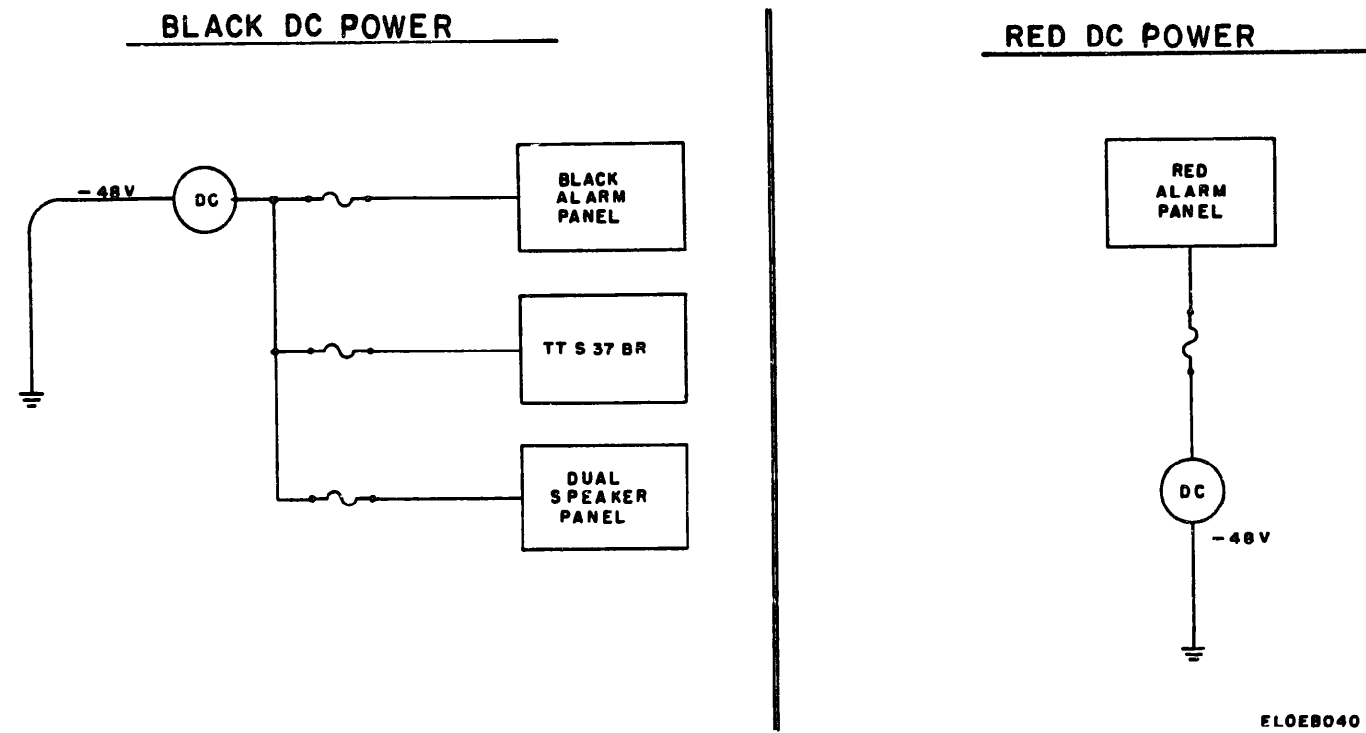 BLACK DC POWER
RED DC POWER
-48V
DC
BLACK
ALARM
PANEL
TT S 37 BR
DUAL
SPEAKER
PANEL
RED
ALARM
PANEL
DC
-48V
ELOEB040